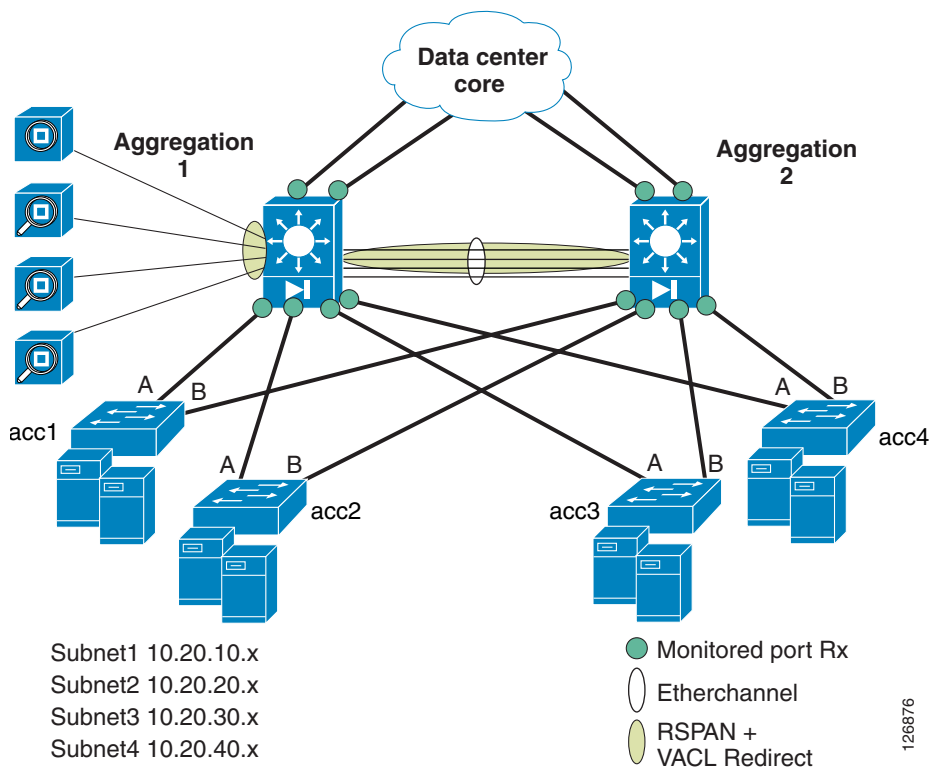 Data center
core
Aggregation
1
Aggregation
2
A
B
acc1
A
B
acc2
A
B
acc3
A
B
acc4
Subnet1 10.20.10.x
Subnet2 10.20.20.x
Subnet3 10.20.30.x
Subnet4 10.20.40.x
Monitored port Rx
Etherchannel
RSPAN +
VACL Redirect
126876